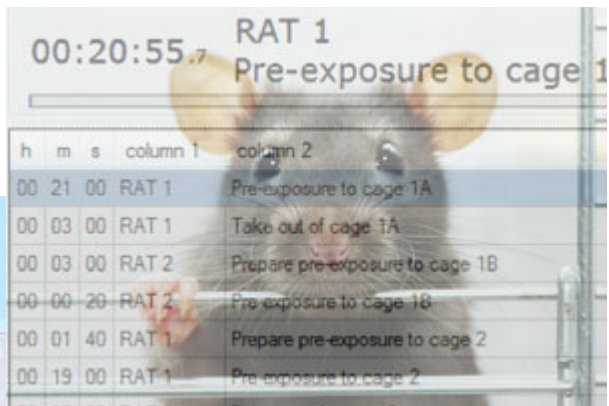 00:20:55.7
RAT 1
Pre-exposure to cage 1
h m s column 1 column 2
00 21 00 RAT 1 Pre-exposure to cage 1A
00 03 00 RAT 1 Take out of cage 1A
00 03 00 RAT 2 Prepare pre-exposure to cage 1B
00 00 20 RAT 2 Pre-exposure to cage 1B
00 01 40 RAT 1 Prepare pre-exposure to cage 2
00 19 00 RAT 1 Pre-exposure to cage 2